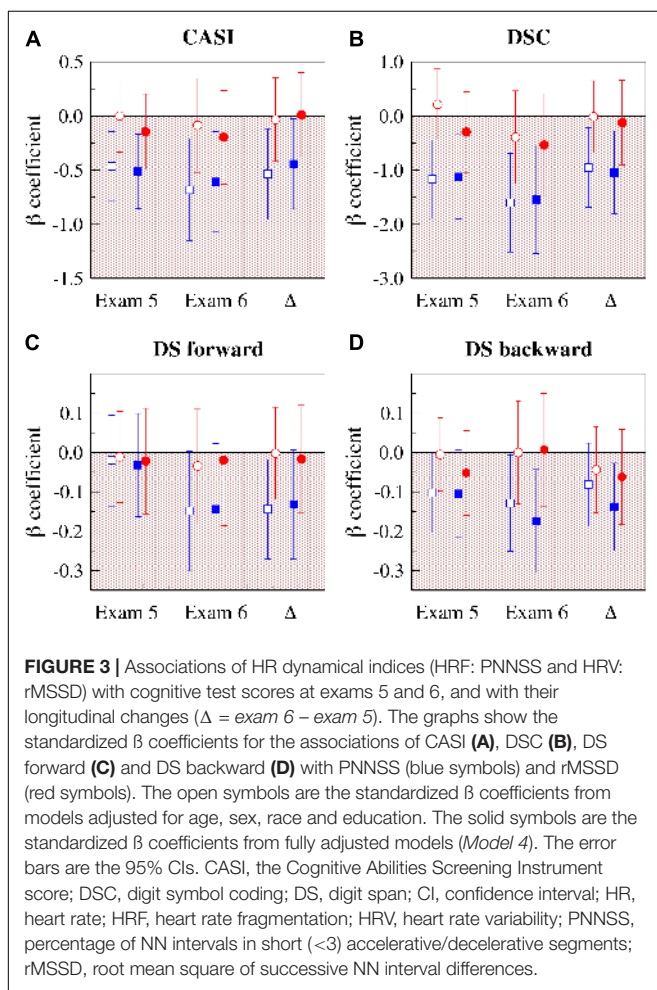 A
CASI
0.5
0.0
-0.5
-1.0
-1.5
β coefficient
Exam 5 Exam 6 Δ
B
DSC
1.0
0.0
-1.0
-2.0
-3.0
β coefficient
Exam 5 Exam 6 Δ
C
DS forward
0.1
0.0
-0.1
-0.2
-0.3
β coefficient
Exam 5 Exam 6 Δ
D
DS backward
0.1
0.0
-0.1
-0.2
-0.3
β coefficient
Exam 5 Exam 6 Δ
FIGURE 3 | Associations of HR dynamical indices (HRF: PNNSS and HRV:
rMSSD) with cognitive test scores at exams 5 and 6, and with their
longitudinal changes (Δ = exam 6 – exam 5). The graphs show the
standardized ß coefficients for the associations of CASI (A), DSC (B), DS
forward (C) and DS backward (D) with PNNSS (blue symbols) and rMSSD
(red symbols). The open symbols are the standardized ß coefficients from
models adjusted for age, sex, race and education. The solid symbols are the
standardized ß coefficients from fully adjusted models (Model 4). The error
bars are the 95% CIs. CASI, the Cognitive Abilities Screening Instrument
score; DSC, digit symbol coding; DS, digit span; CI, confidence interval; HR,
heart rate; HRF, heart rate fragmentation; HRV, heart rate variability; PNNSS,
percentage of NN intervals in short (<3) accelerative/decelerative segments;
rMSSD, root mean square of successive NN interval differences.